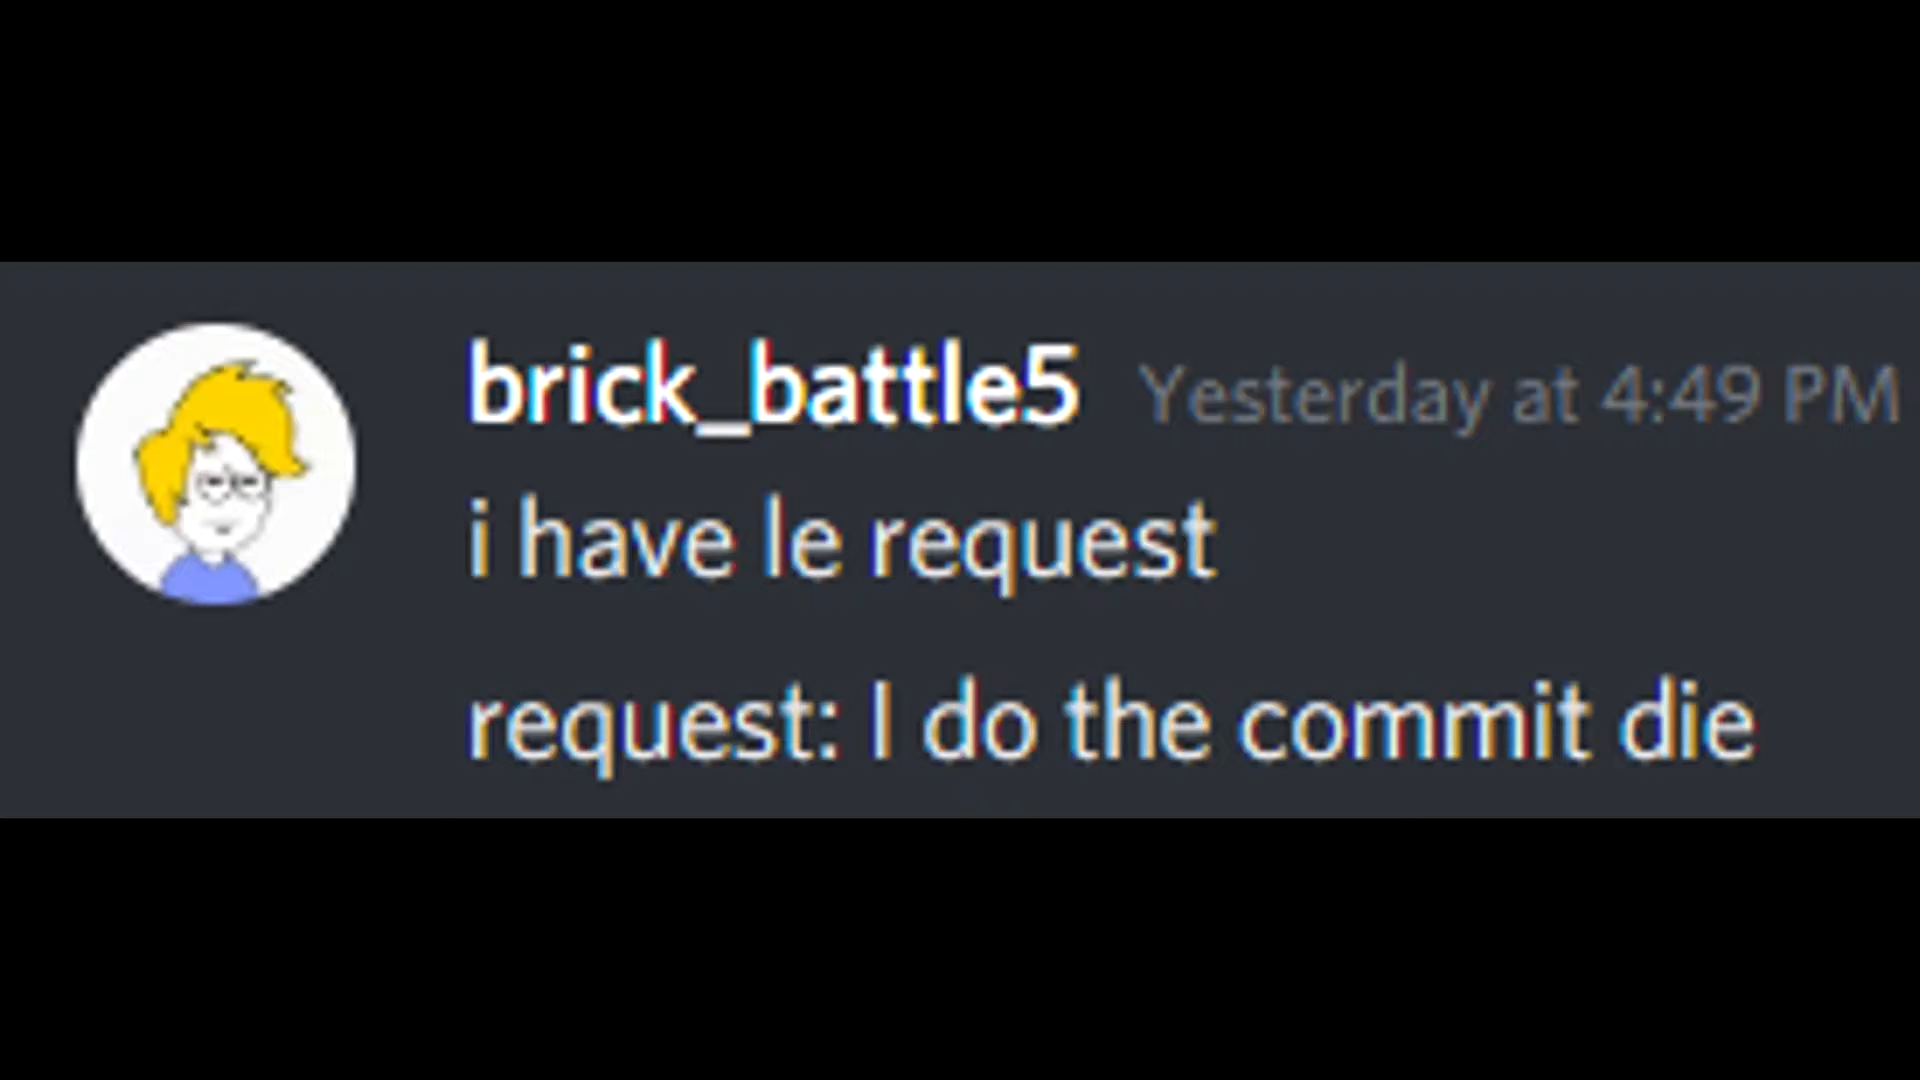 brick_battle5 Yesterday at 4:49 PM
i have le request
request: I do the commit die